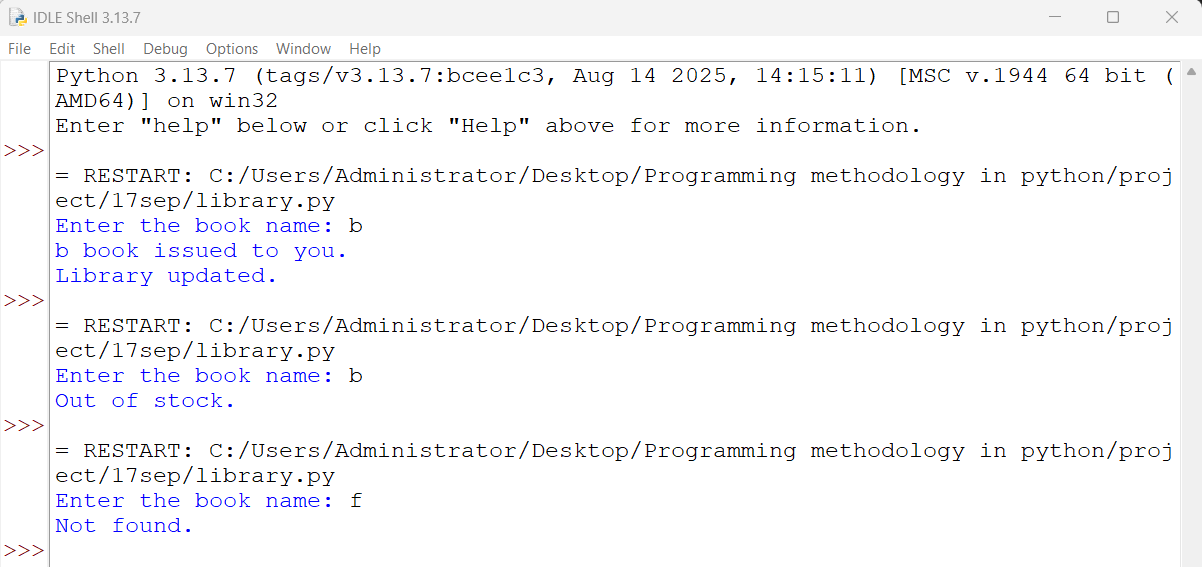 IDLE Shell 3.13.7
File Edit Shell Debug Options Window Help
Python 3.13.7 (tags/v3.13.7:bcee1c3, Aug 14 2025, 14:15:11) [MSC v.1944 64 bit (
AMD64)] on win32
Enter "help" below or click "Help" above for more information.
>>>
= RESTART: C:/Users/Administrator/Desktop/Programming methodology in python/proj
ect/17sep/library.py
Enter the book name: b
b book issued to you.
Library updated.
>>>
= RESTART: C:/Users/Administrator/Desktop/Programming methodology in python/proj
ect/17sep/library.py
Enter the book name: b
Out of stock.
>>>
= RESTART: C:/Users/Administrator/Desktop/Programming methodology in python/proj
ect/17sep/library.py
Enter the book name: f
Not found.
>>>